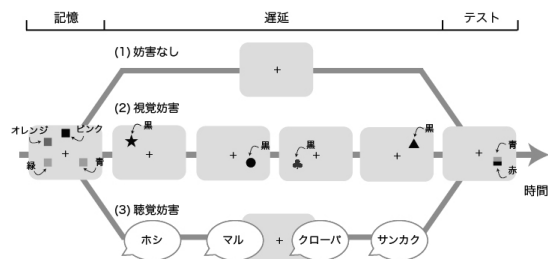 記憶
遅延
テスト
(1) 妨害なし
(2) 視覚妨害
オレンジ
ピンク
緑
青
黒
黒
黒
黒
青
赤
時間
(3) 聴覚妨害
ホシ
マル
クローバ
サンカク